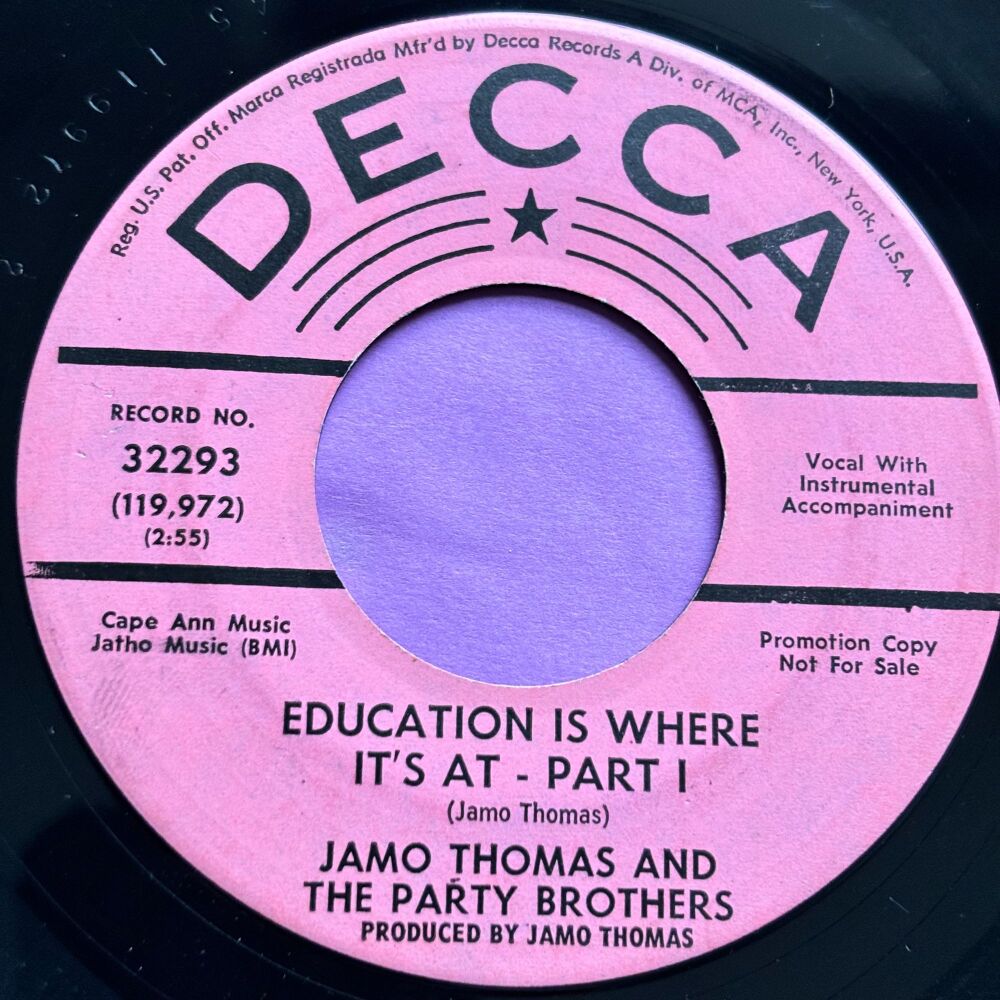 Reg. U.S. Pat. Off. Marca Registrada Mfr'd by Decca Records A Div. of MCA, Inc., New York, U.S.A.
DECCA
RECORD NO.
32293
(119,972)
(2:55)
Vocal With
Instrumental
Accompaniment
Cape Ann Music
Jatho Music (BMI)
Promotion Copy
Not For Sale
EDUCATION IS WHERE
IT'S AT - PART I
(Jamo Thomas)
JAMO THOMAS AND
THE PARTY BROTHERS
PRODUCED BY JAMO THOMAS